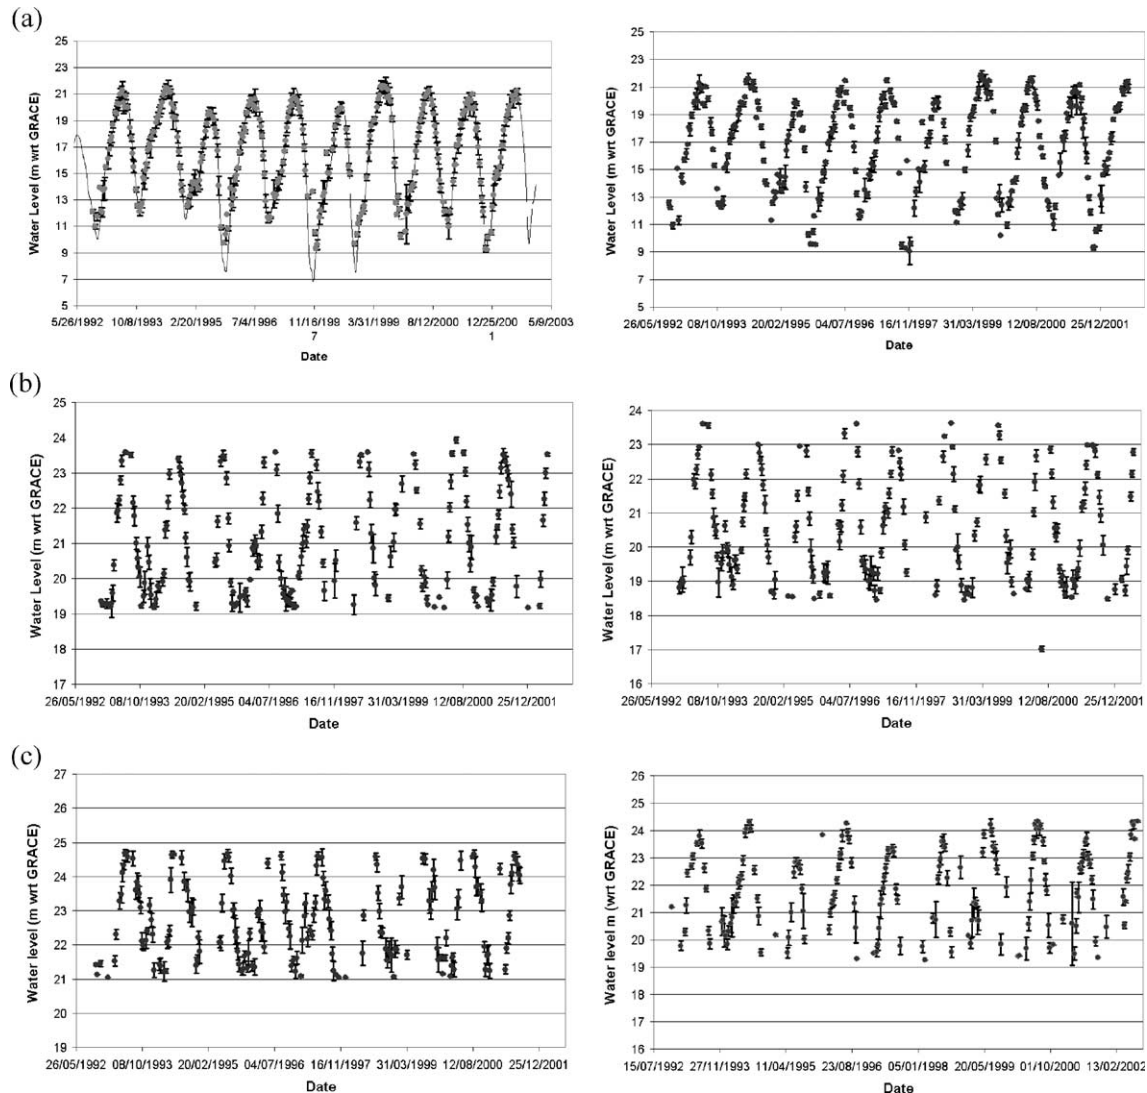 (a)
Water Level (m wrt GRACE)
25
23
21
19
17
15
13
11
9
7
5
5/26/1992 10/8/1993 2/20/1995 7/4/1996 11/16/199 3/31/1999 8/12/2000 12/25/200 5/9/2003
7 1
Date
Water Level (m wrt GRACE)
25
23
21
19
17
15
13
11
9
7
5
26/05/1992 08/10/1993 20/02/1995 04/07/1996 16/11/1997 31/03/1999 12/08/2000 25/12/2001
Date
(b)
Water Level (m wrt GRACE)
25
24
23
22
21
20
19
18
17
26/05/1992 08/10/1993 20/02/1995 04/07/1996 16/11/1997 31/03/1999 12/08/2000 25/12/2001
Date
Water Level (m wrt GRACE)
24
23
22
21
20
19
18
17
16
26/05/1992 08/10/1993 20/02/1995 04/07/1996 16/11/1997 31/03/1999 12/08/2000 25/12/2001
Date
(c)
Water level (m wrt GRACE)
27
26
25
24
23
22
21
20
19
26/05/1992 08/10/1993 20/02/1995 04/07/1996 16/11/1997 31/03/1999 12/08/2000 25/12/2001
Date
Water level m (wrt GRACE)
26
25
24
23
22
21
20
19
18
17
16
15/07/1992 27/11/1993 11/04/1995 23/08/1996 05/01/1998 20/05/1999 01/10/2000 13/02/2002
Date